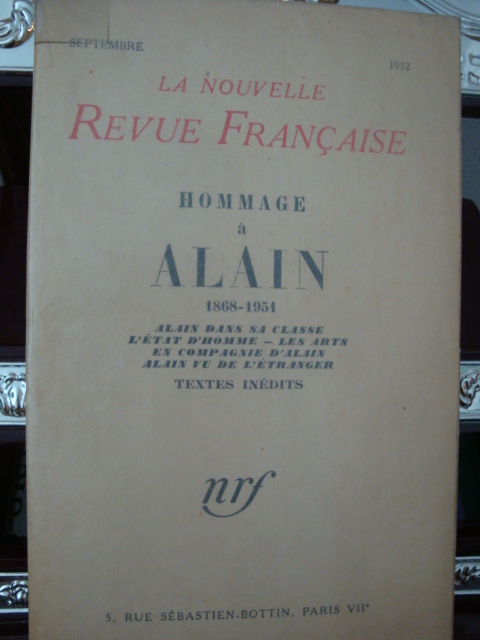 SEPTEMBRE 1952
LA NOUVELLE
REVUE FRANÇAISE
HOMMAGE
à
ALAIN
1868-1951
ALAIN DANS SA CLASSE
L'ÉTAT D'HOMME — LES ARTS
EN COMPAGNIE D'ALAIN
ALAIN VU DE L'ÉTRANGER
TEXTES INÉDITS
nrf
5, RUE SÉBASTIEN-BOTTIN, PARIS VIIe